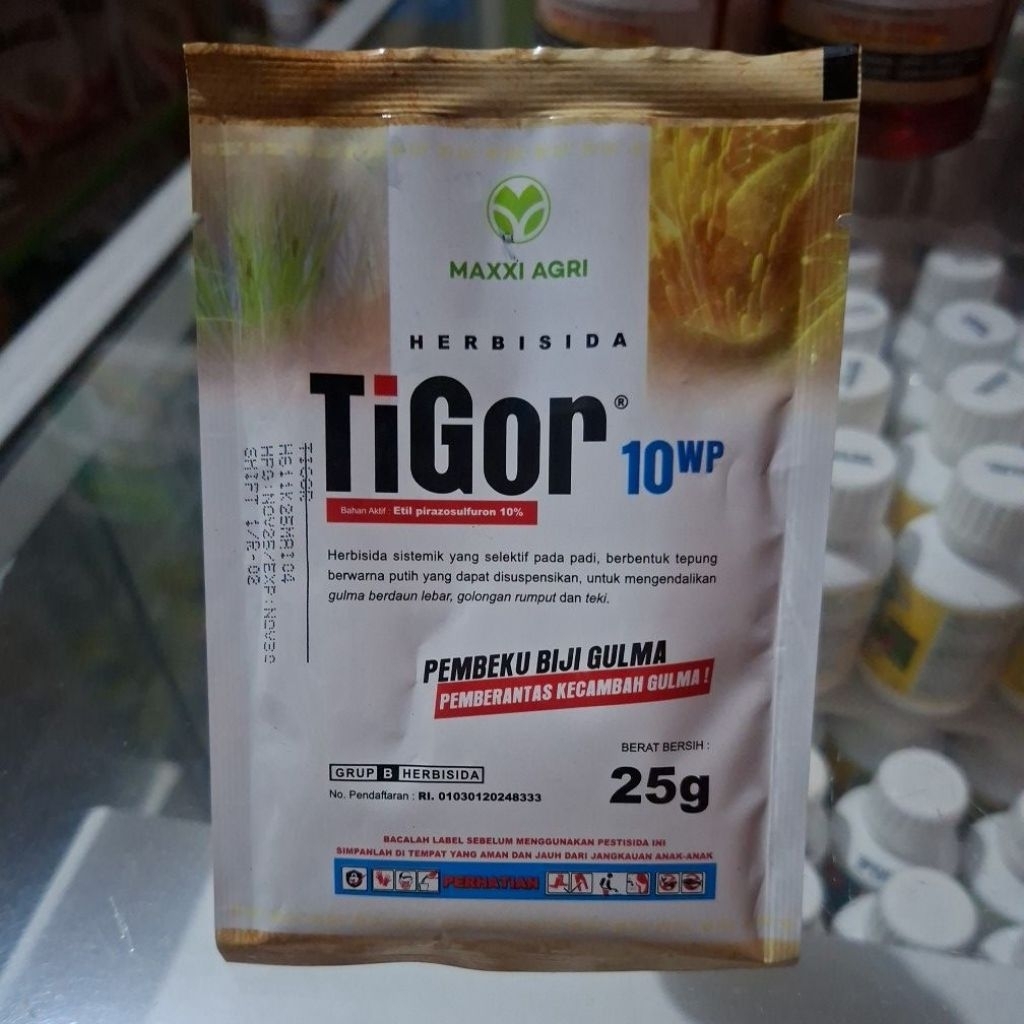 MAXXI AGRI
HERBISIDA
TiGor®
10WP
Bahan Aktif : Etil pirazosulfuron 10%
Herbisida sistemik yang selektif pada padi, berbentuk tepung
berwarna putih yang dapat disuspensikan, untuk mengendalikan
gulma berdaun lebar, golongan rumput dan teki.
PEMBEKU BIJI GULMA
PEMBERANTAS KECAMBAH GULMA !
BERAT BERSIH :
25g
GRUP B HERBISIDA
No. Pendaftaran : RI. 01030120248333
BACALAH LABEL SEBELUM MENGGUNAKAN PESTISIDA INI
SIMPANLAH DI TEMPAT YANG AMAN DAN JAUH DARI JANGKAUAN ANAK-ANAK
PERHATIAN
TIGOR